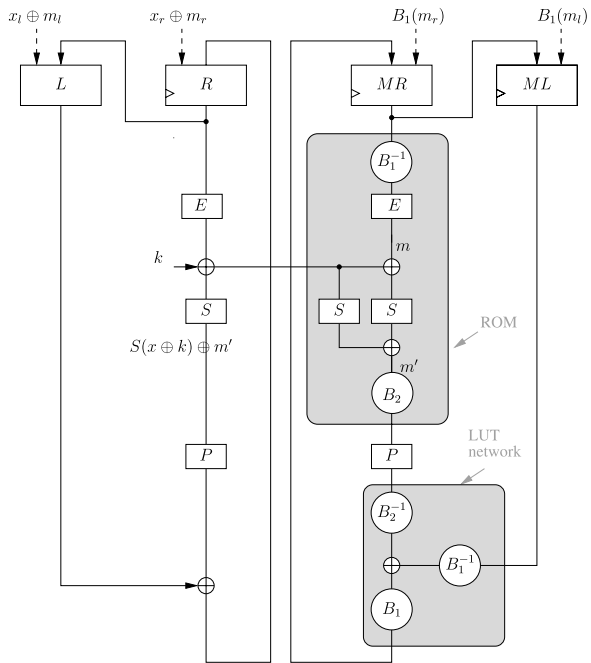 x_l ⊕ m_l
x_r ⊕ m_r
B_1(m_r)
B_1(m_l)
L
R
MR
ML
B_1^{-1}
E
E
m
k
S
S
S
ROM
S(x ⊕ k) ⊕ m′
m′
B_2
LUT
network
P
P
B_2^{-1}
B_1^{-1}
B_1